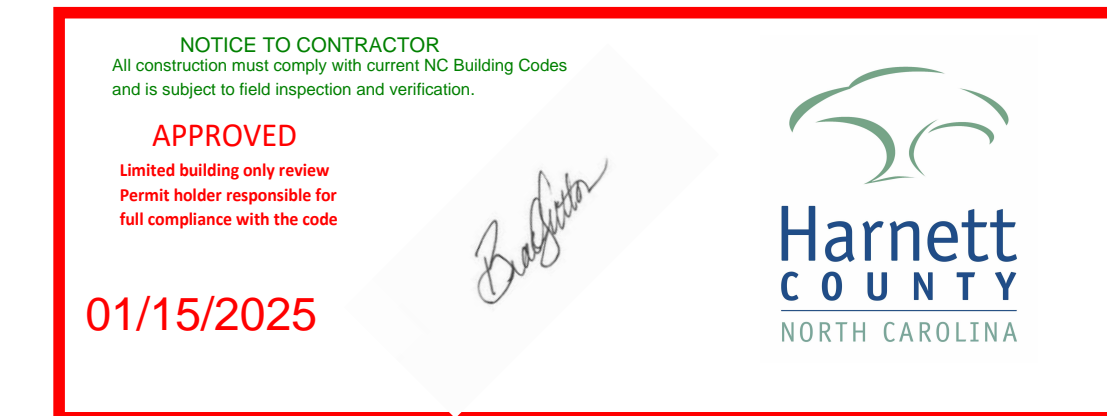 NOTICE TO CONTRACTOR
All construction must comply with current NC Building Codes
and is subject to field inspection and verification.
APPROVED
Limited building only review
Permit holder responsible for
full compliance with the code
01/15/2025
Harnett
COUNTY
NORTH CAROLINA